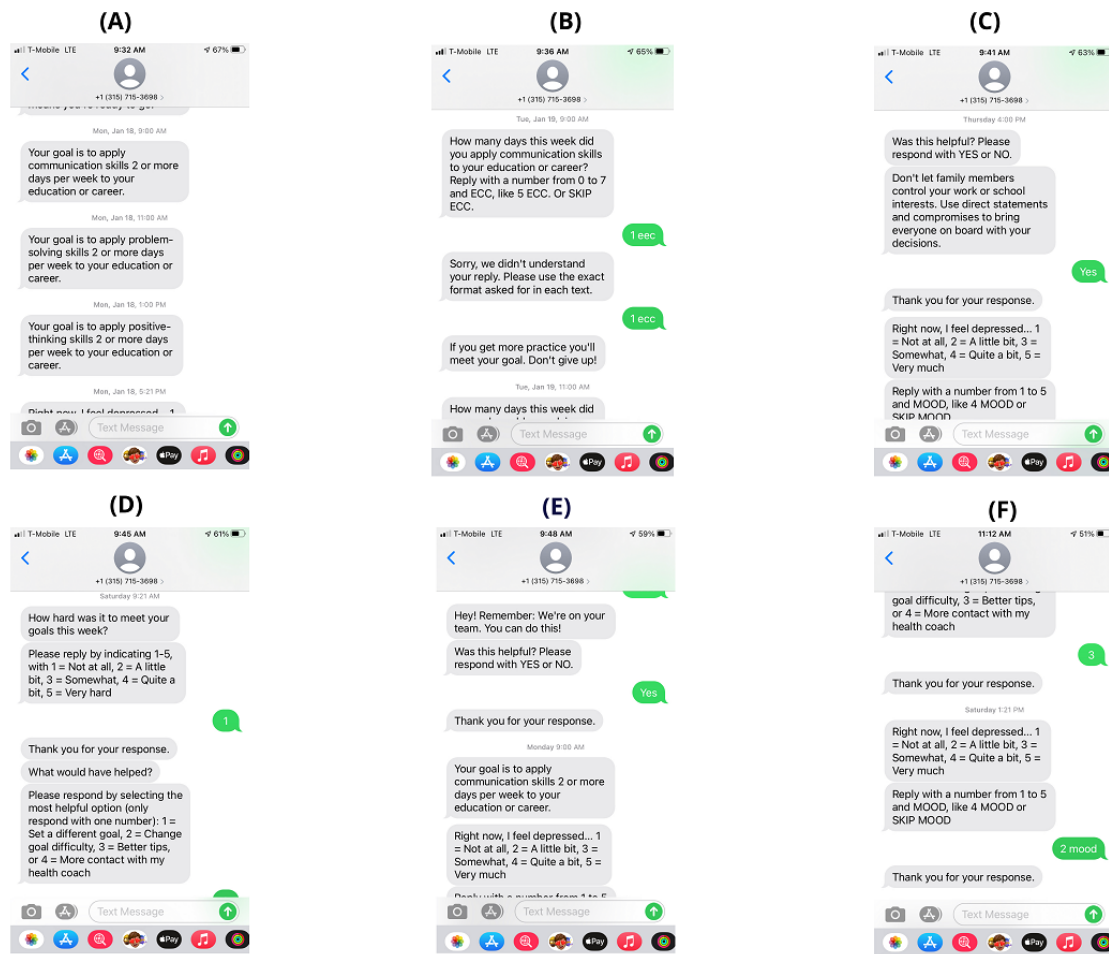 (A)
T-Mobile LTE 9:32 AM 67%
+1 (315) 715-3698 >
means you're ready to go!
Mon, Jan 18, 9:00 AM
Your goal is to apply
communication skills 2 or more
days per week to your
education or career.
Mon, Jan 18, 11:00 AM
Your goal is to apply problem-
solving skills 2 or more days
per week to your education or
career.
Mon, Jan 18, 1:00 PM
Your goal is to apply positive-
thinking skills 2 or more days
per week to your education or
career.
Mon, Jan 18, 5:21 PM
Right now, I feel depressed... 1
Text Message
Pay
(B)
T-Mobile LTE 9:36 AM 65%
+1 (315) 715-3698 >
Tue, Jan 19, 9:00 AM
How many days this week did
you apply communication skills
to your education or career?
Reply with a number from 0 to 7
and ECC, like 5 ECC. Or SKIP
ECC.
1 eec
Sorry, we didn't understand
your reply. Please use the exact
format asked for in each text.
1 ecc
If you get more practice you'll
meet your goal. Don't give up!
Tue, Jan 19, 11:00 AM
How many days this week did
Text Message
Pay
(C)
T-Mobile LTE 9:41 AM 63%
+1 (315) 715-3698 >
Thursday 4:00 PM
Was this helpful? Please
respond with YES or NO.
Don't let family members
control your work or school
interests. Use direct statements
and compromises to bring
everyone on board with your
decisions.
Yes
Thank you for your response.
Right now, I feel depressed... 1
= Not at all, 2 = A little bit, 3 =
Somewhat, 4 = Quite a bit, 5 =
Very much
Reply with a number from 1 to 5
and MOOD, like 4 MOOD or
SKIP MOOD
Text Message
Pay
(D)
T-Mobile LTE 9:45 AM 61%
+1 (315) 715-3698 >
Saturday 9:21 AM
How hard was it to meet your
goals this week?
Please reply by indicating 1-5,
with 1 = Not at all, 2 = A little
bit, 3 = Somewhat, 4 = Quite a
bit, 5 = Very hard
1
Thank you for your response.
What would have helped?
Please respond by selecting the
most helpful option (only
respond with one number): 1 =
Set a different goal, 2 = Change
goal difficulty, 3 = Better tips,
or 4 = More contact with my
health coach
Text Message
Pay
(E)
T-Mobile LTE 9:48 AM 59%
+1 (315) 715-3698 >
Hey! Remember: We're on your
team. You can do this!
Was this helpful? Please
respond with YES or NO.
Yes
Thank you for your response.
Monday 9:00 AM
Your goal is to apply
communication skills 2 or more
days per week to your
education or career.
Right now, I feel depressed... 1
= Not at all, 2 = A little bit, 3 =
Somewhat, 4 = Quite a bit, 5 =
Very much
Reply with a number from 1 to 5
Text Message
Pay
(F)
T-Mobile LTE 11:12 AM 51%
+1 (315) 715-3698 >
goal difficulty, 3 = Better tips,
or 4 = More contact with my
health coach
3
Thank you for your response.
Saturday 1:21 PM
Right now, I feel depressed... 1
= Not at all, 2 = A little bit, 3 =
Somewhat, 4 = Quite a bit, 5 =
Very much
Reply with a number from 1 to 5
and MOOD, like 4 MOOD or
SKIP MOOD
2 mood
Thank you for your response.
Text Message
Pay